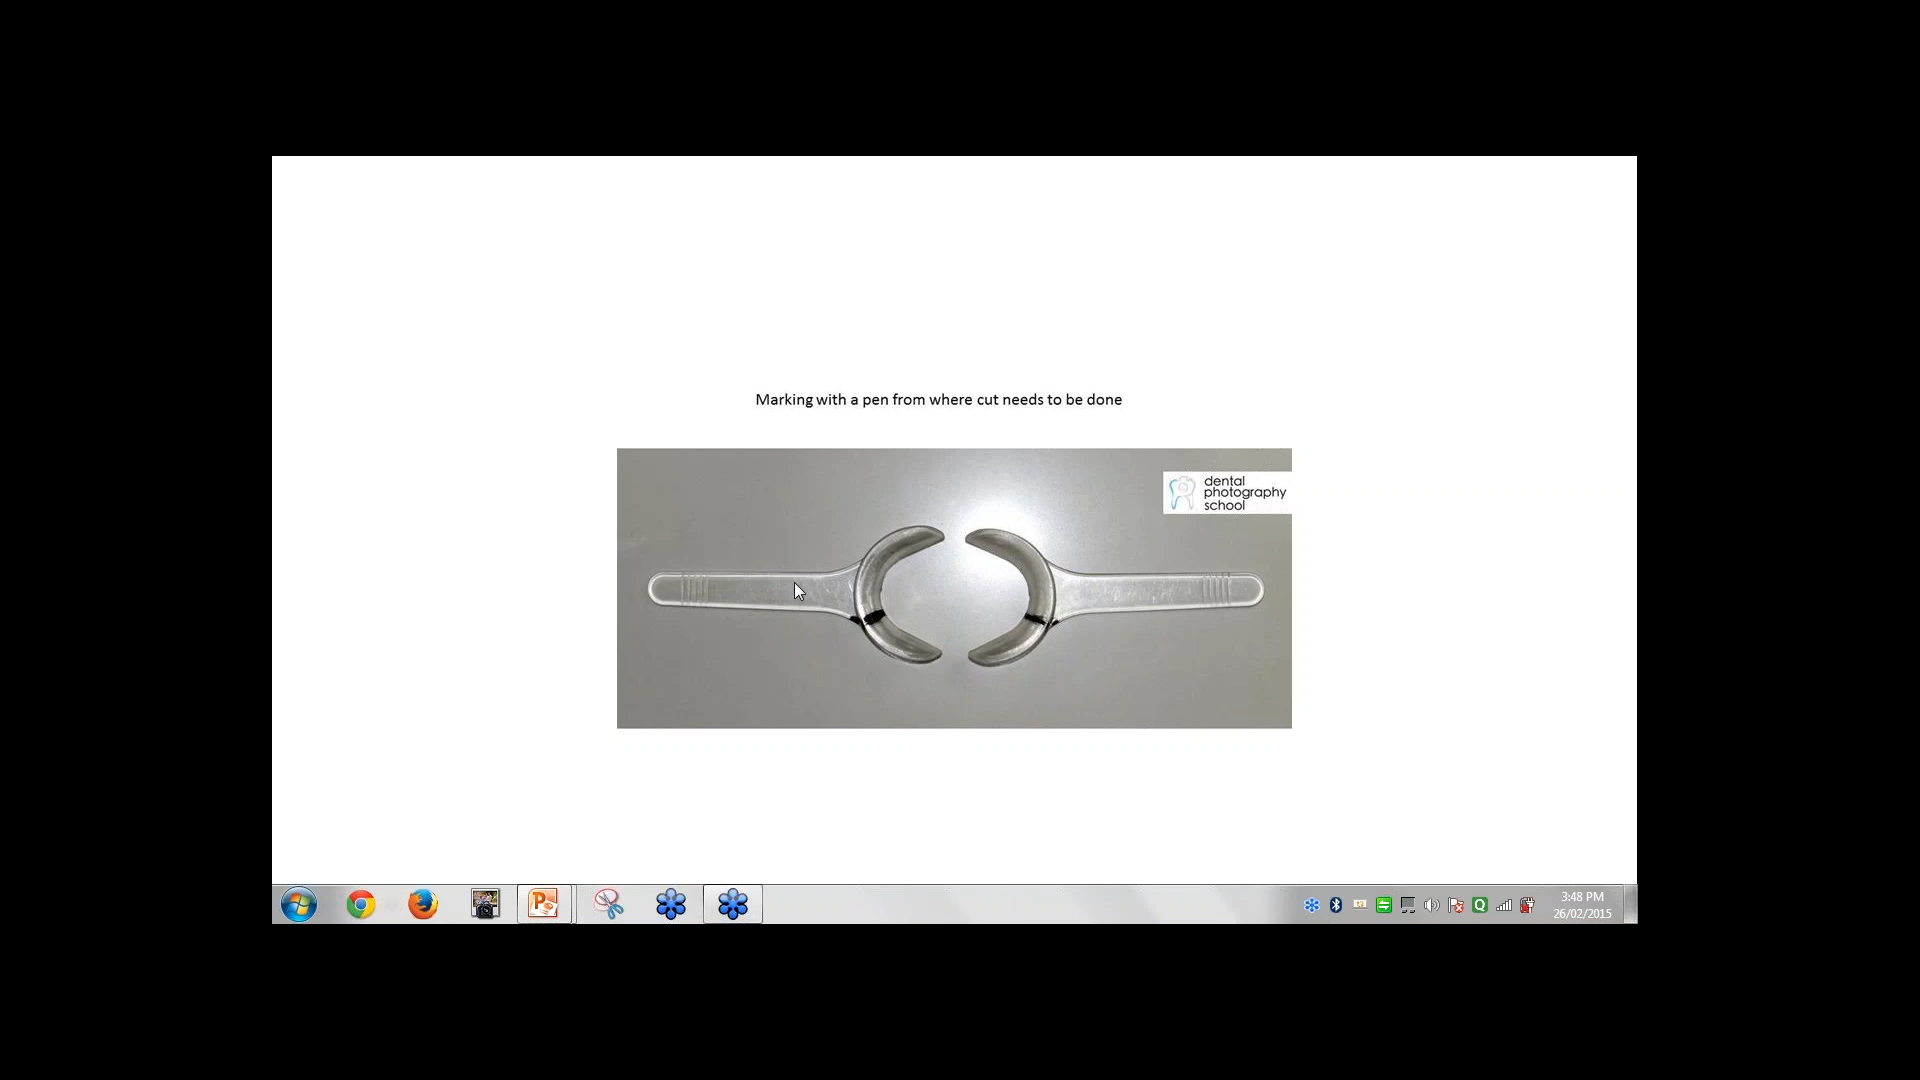 Marking with a pen from where cut needs to be done
dental
photography
school
3:48 PM
26/02/2015